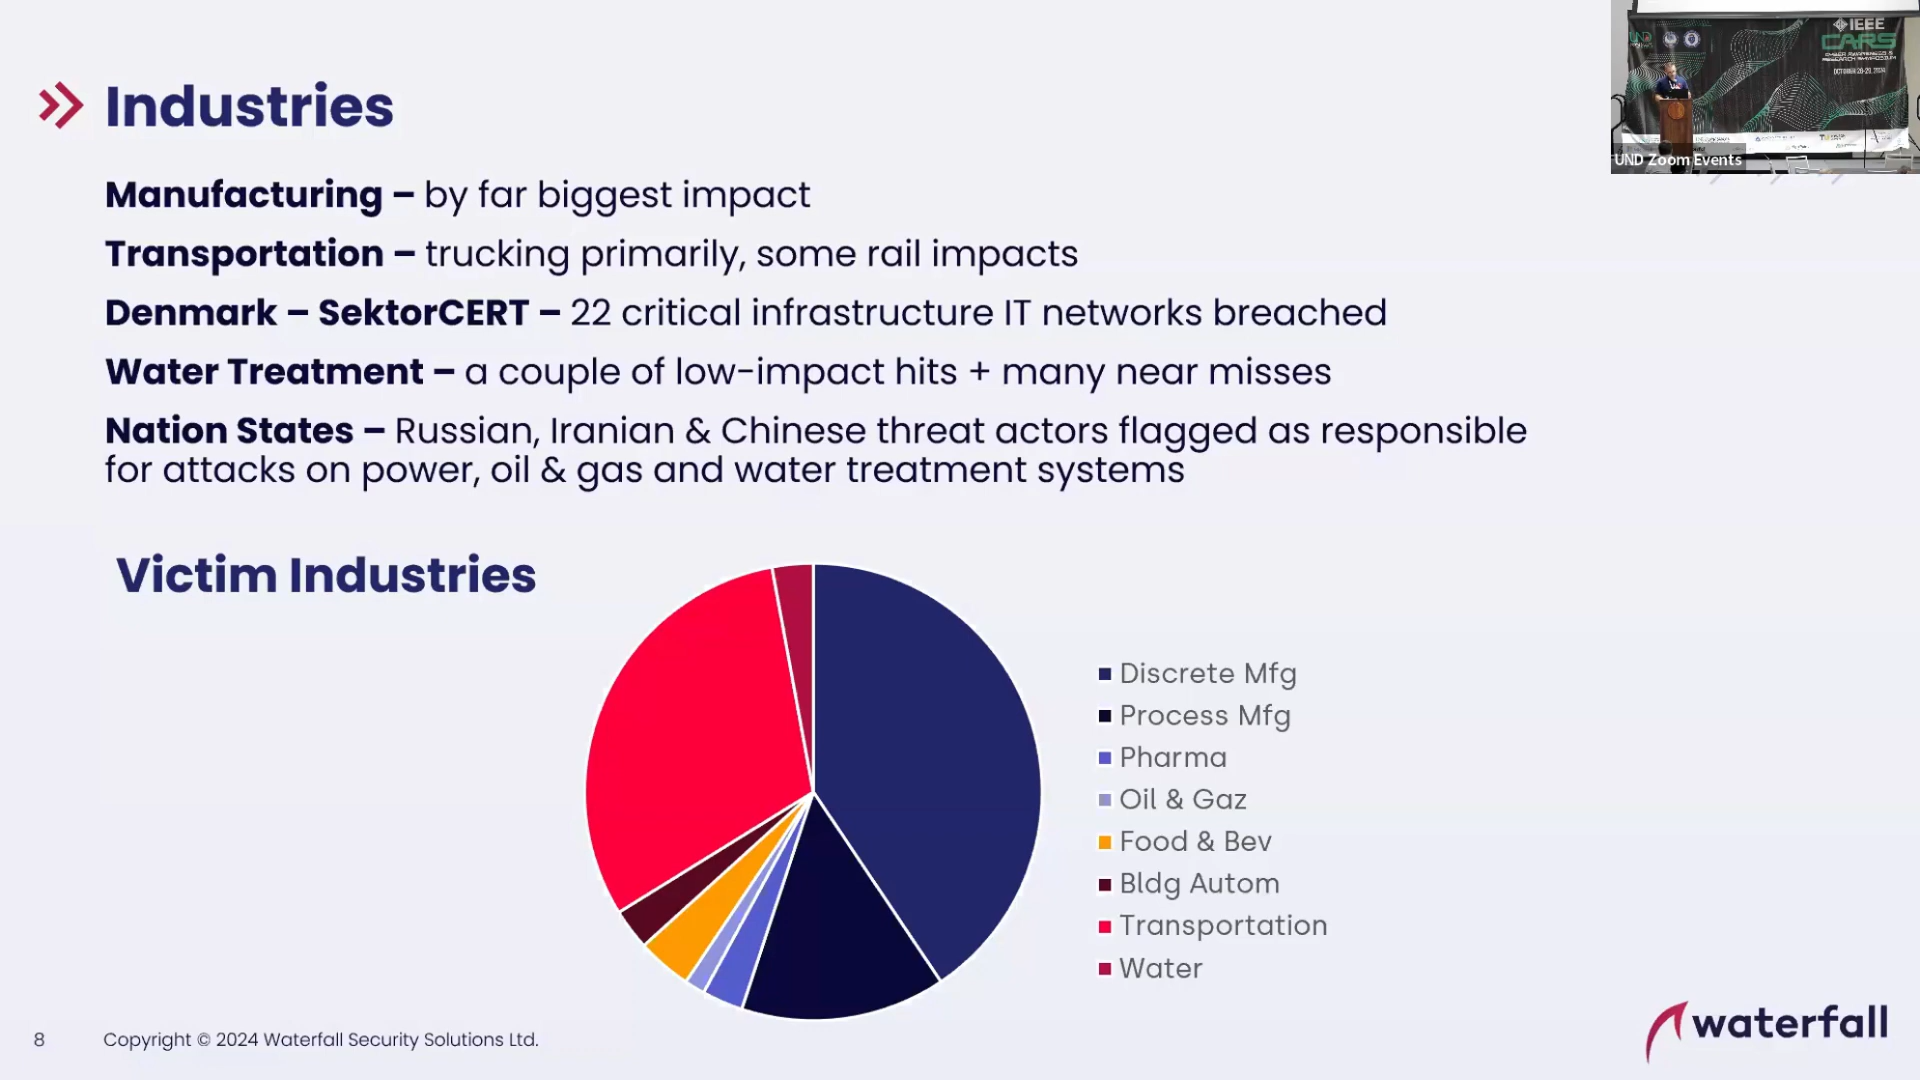 Industries
Manufacturing – by far biggest impact
Transportation – trucking primarily, some rail impacts
Denmark – SektorCERT – 22 critical infrastructure IT networks breached
Water Treatment – a couple of low-impact hits + many near misses
Nation States – Russian, Iranian & Chinese threat actors flagged as responsible
for attacks on power, oil & gas and water treatment systems
Victim Industries
Discrete Mfg
Process Mfg
Pharma
Oil & Gaz
Food & Bev
Bldg Autom
Transportation
Water
8
Copyright © 2024 Waterfall Security Solutions Ltd.
waterfall
IEEE
CARS
CYBER AWARENESS &
RESEARCH SYMPOSIUM
UND Zoom Events